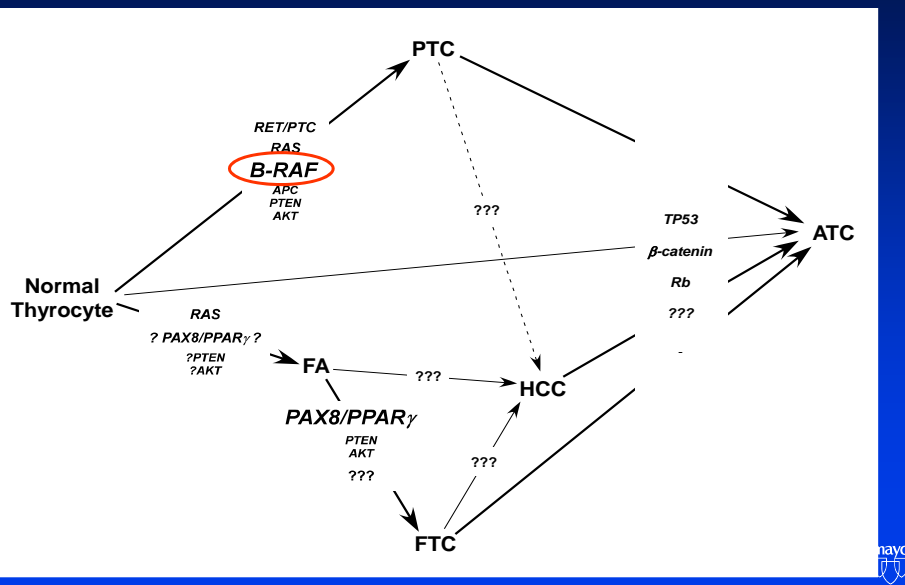 PTC
RET/PTC
RAS
B-RAF
APC
PTEN
AKT
???
TP53
β-catenin
Rb
???
-
ATC
Normal
Thyrocyte
RAS
? PAX8/PPARγ ?
?PTEN
?AKT
FA
???
HCC
PAX8/PPARγ
PTEN
AKT
???
???
FTC
mayo